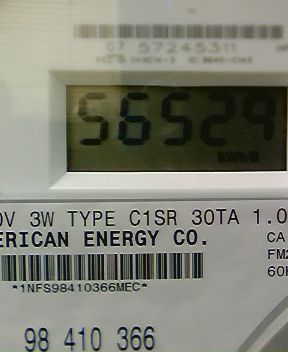 07 57245311
56529
kWh
0V 3W TYPE C1SR 30TA 1.0
ERICAN ENERGY CO.
CA
FM2
60H
*1NFS98410366MEC*
98 410 366